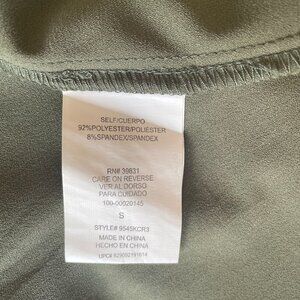 SELF/CUERPO
92%POLYESTER/POLIESTER
8%SPANDEX/SPANDEX
RN# 39831
CARE ON REVERSE
VER AL DORSO
PARA CUIDADO
100-00020145
S
STYLE# 9545KCR3
MADE IN CHINA
HECHO EN CHINA
UPC#